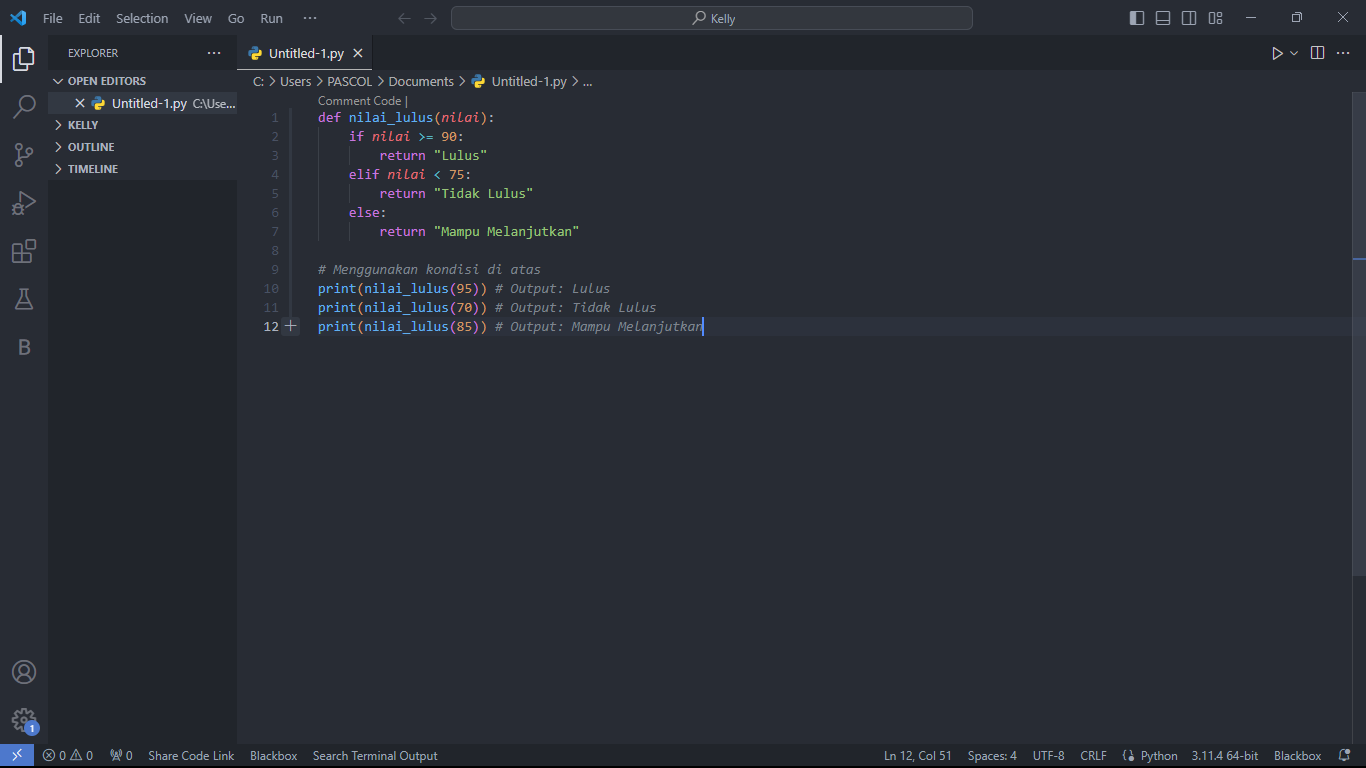 File Edit Selection View Go Run ··· Kelly
EXPLORER ··· Untitled-1.py
OPEN EDITORS
Untitled-1.py C:\Use...
KELLY
OUTLINE
TIMELINE
C: > Users > PASCOL > Documents > Untitled-1.py > ...
Comment Code |
1 def nilai_lulus(nilai):
2     if nilai >= 90:
3         return "Lulus"
4     elif nilai < 75:
5         return "Tidak Lulus"
6     else:
7         return "Mampu Melanjutkan"
8
9 # Menggunakan kondisi di atas
10 print(nilai_lulus(95)) # Output: Lulus
11 print(nilai_lulus(70)) # Output: Tidak Lulus
12 print(nilai_lulus(85)) # Output: Mampu Melanjutkan
B
1
0 0 0 Share Code Link Blackbox Search Terminal Output Ln 12, Col 51 Spaces: 4 UTF-8 CRLF Python 3.11.4 64-bit Blackbox